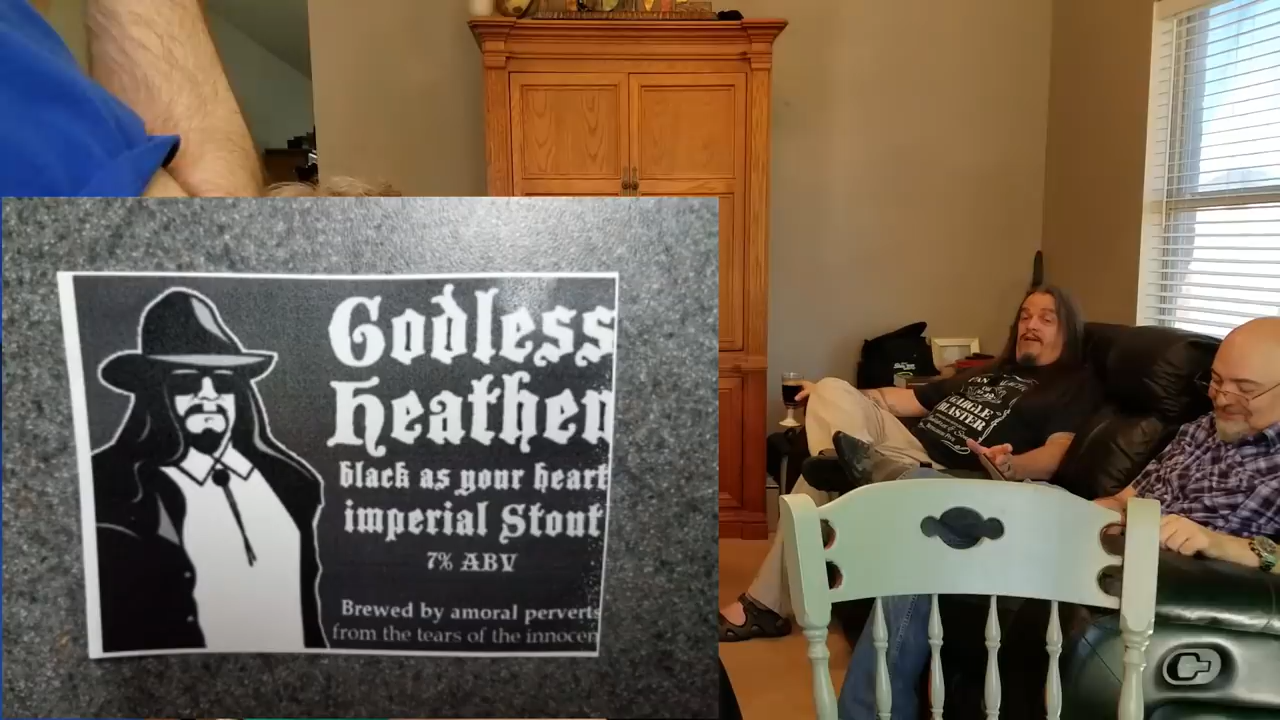 Godless
Heathen
black as your heart
imperial Stout
7% ABV
Brewed by amoral perverts
from the tears of the innocen
PAN
GARGLE
BLASTER